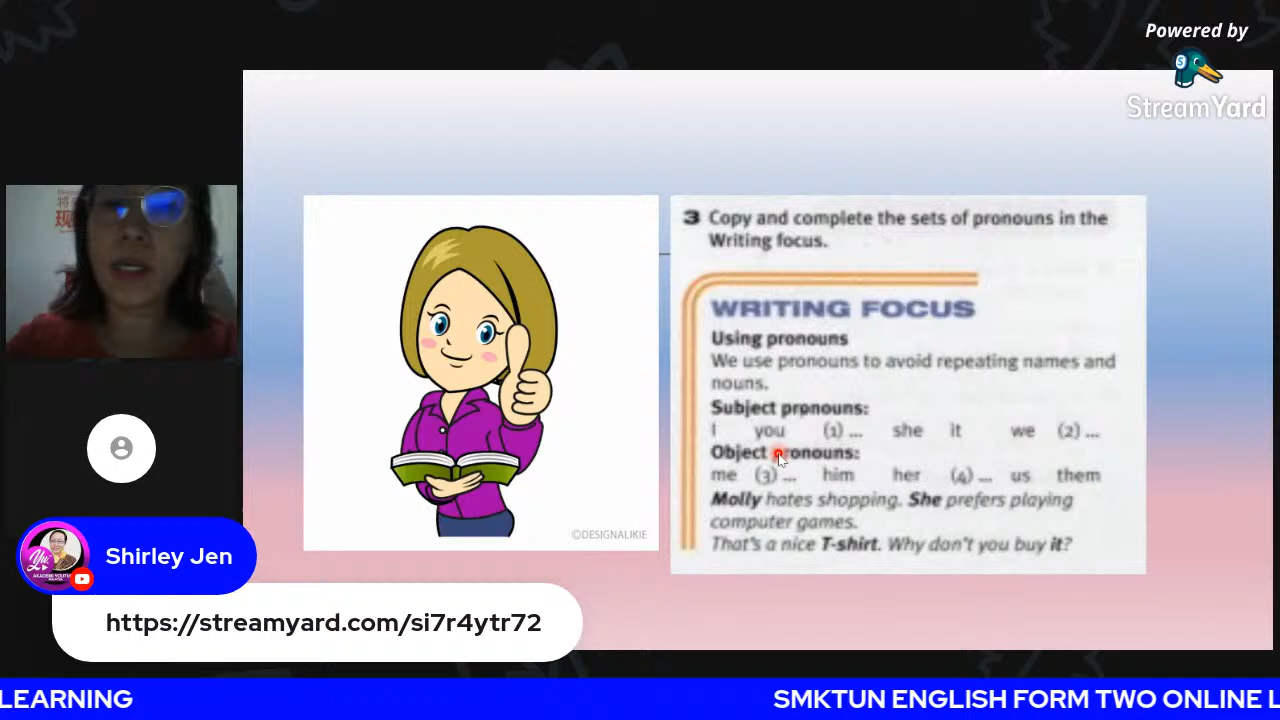 Powered by
StreamYard
3 Copy and complete the sets of pronouns in the
Writing focus.
WRITING FOCUS
Using pronouns
We use pronouns to avoid repeating names and
nouns.
Subject pronouns:
I you (1) ... she it we (2) ...
Object pronouns:
me (3) ... him her (4) ... us them
Molly hates shopping. She prefers playing
computer games.
That's a nice T-shirt. Why don't you buy it?
©DESIGNALIKIE
Shirley Jen
https://streamyard.com/si7r4ytr72
LEARNING
SMKTUN ENGLISH FORM TWO ONLINE L